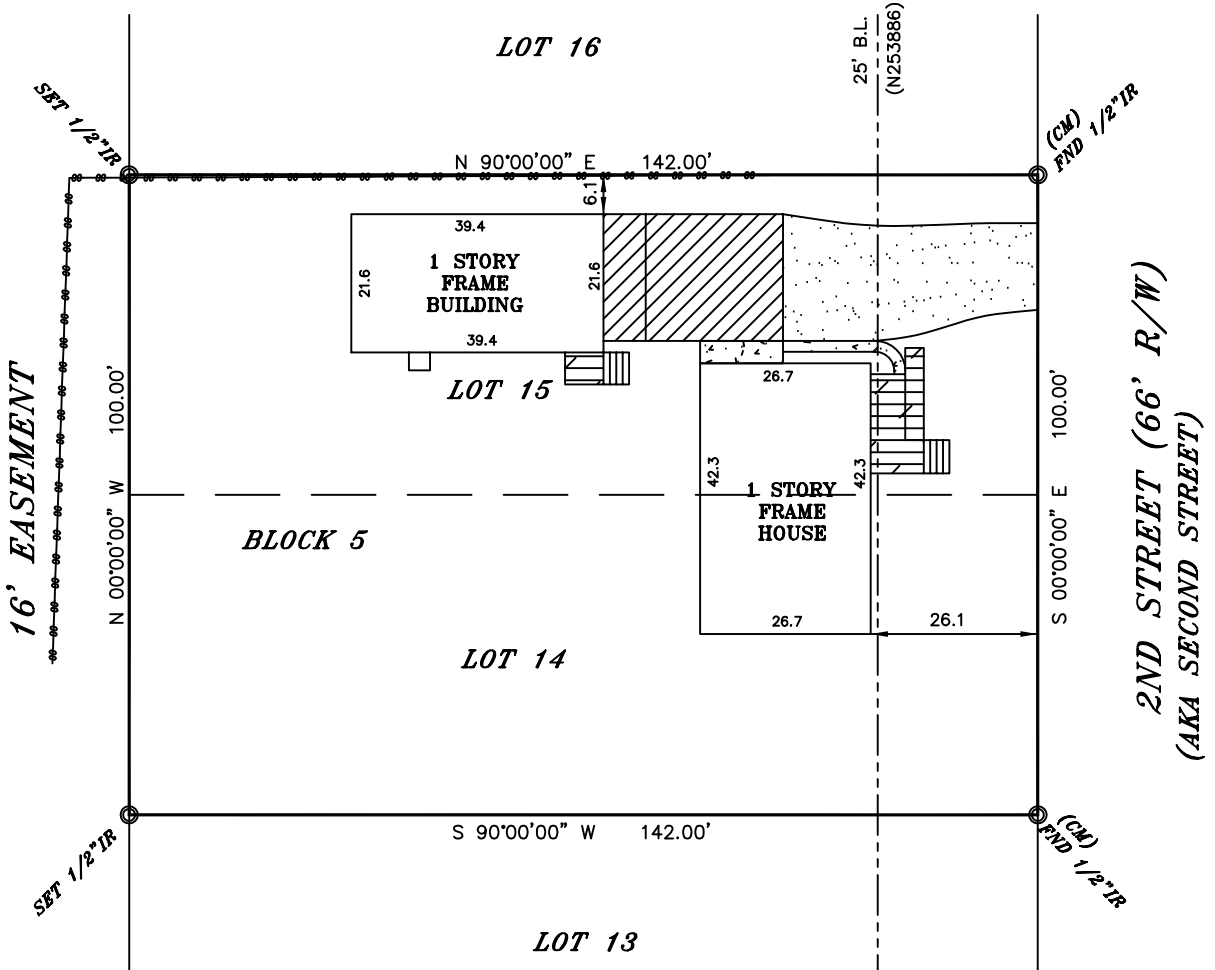 LOT 16
25' B.L.
(N253886)
SET 1/2"IR
(CM)
FND 1/2"IR
N 90°00'00" E 142.00'
6.1
39.4
1 STORY
FRAME
BUILDING
21.6
21.6
39.4
LOT 15
26.7
16' EASEMENT
N 00°00'00" W 100.00'
42.3
42.3
1 STORY
FRAME
HOUSE
S 00°00'00" E 100.00'
2ND STREET (66' R/W)
(AKA SECOND STREET)
BLOCK 5
26.7
26.1
LOT 14
S 90°00'00" W 142.00'
SET 1/2"IR
(CM)
FND 1/2"IR
LOT 13